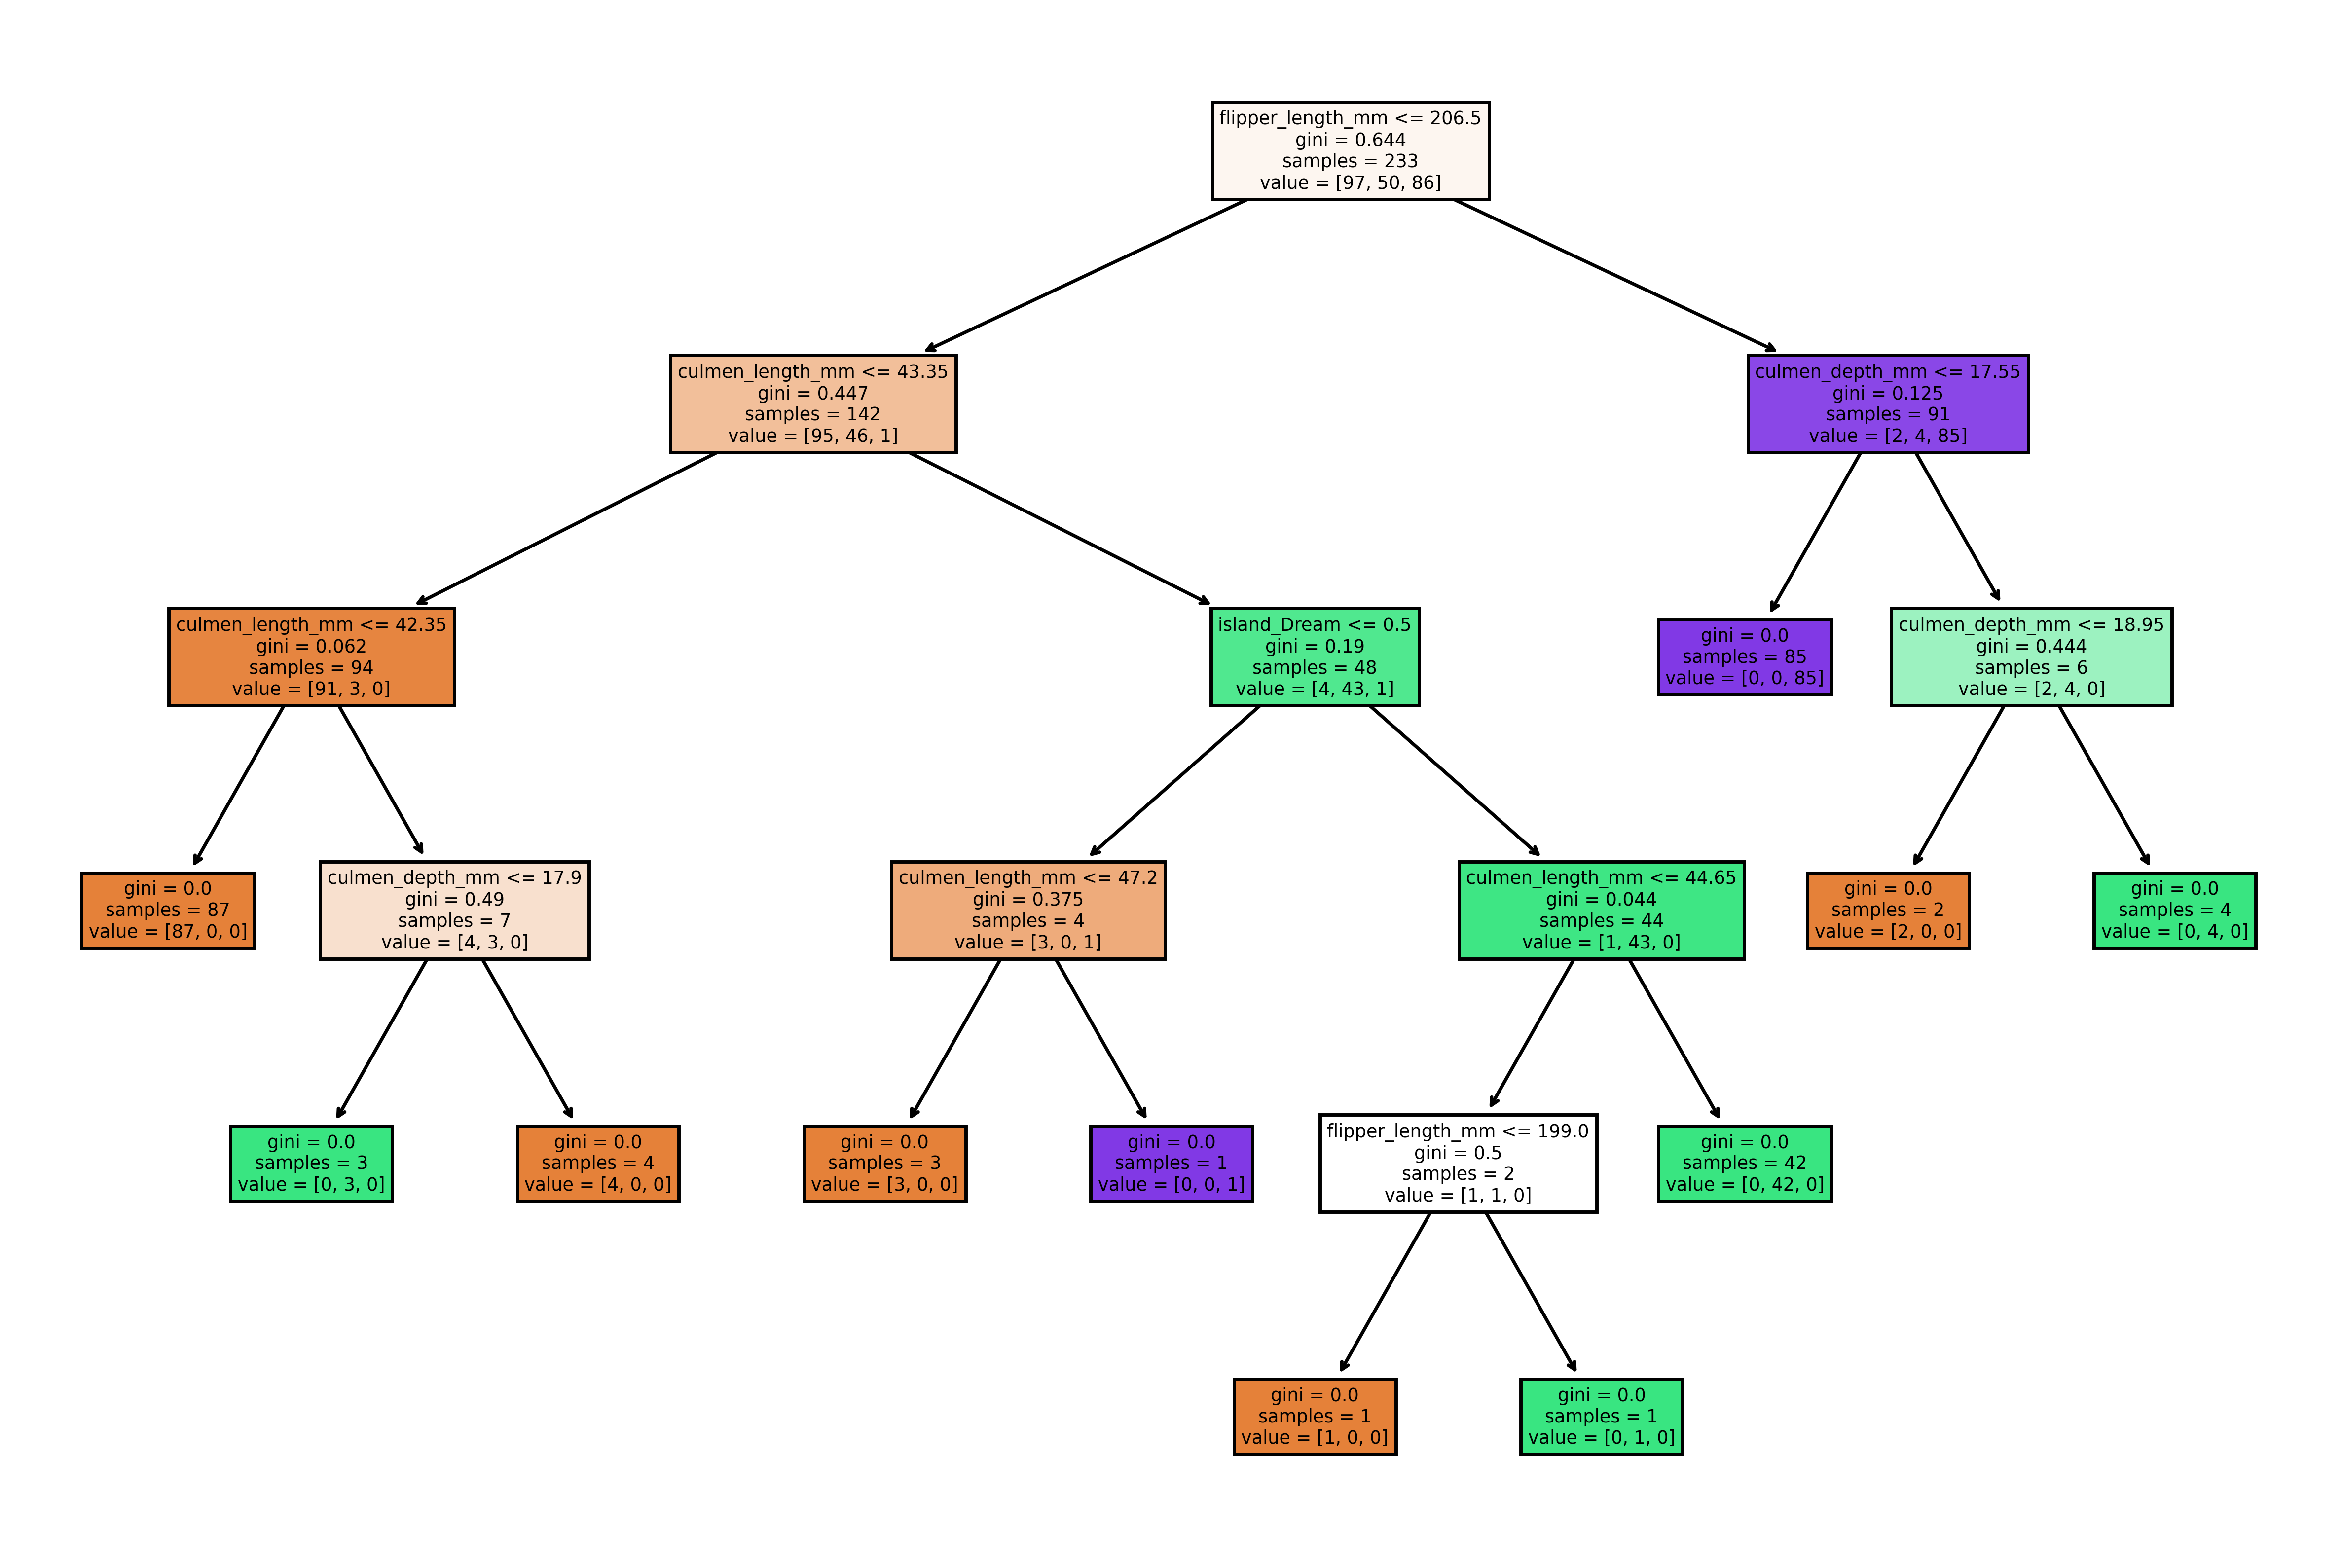 flipper_length_mm <= 206.5
gini = 0.644
samples = 233
value = [97, 50, 86]
culmen_length_mm <= 43.35
gini = 0.447
samples = 142
value = [95, 46, 1]
culmen_depth_mm <= 17.55
gini = 0.125
samples = 91
value = [2, 4, 85]
culmen_length_mm <= 42.35
gini = 0.062
samples = 94
value = [91, 3, 0]
island_Dream <= 0.5
gini = 0.19
samples = 48
value = [4, 43, 1]
gini = 0.0
samples = 85
value = [0, 0, 85]
culmen_depth_mm <= 18.95
gini = 0.444
samples = 6
value = [2, 4, 0]
gini = 0.0
samples = 87
value = [87, 0, 0]
culmen_depth_mm <= 17.9
gini = 0.49
samples = 7
value = [4, 3, 0]
culmen_length_mm <= 47.2
gini = 0.375
samples = 4
value = [3, 0, 1]
culmen_length_mm <= 44.65
gini = 0.044
samples = 44
value = [1, 43, 0]
gini = 0.0
samples = 2
value = [2, 0, 0]
gini = 0.0
samples = 4
value = [0, 4, 0]
gini = 0.0
samples = 3
value = [0, 3, 0]
gini = 0.0
samples = 4
value = [4, 0, 0]
gini = 0.0
samples = 3
value = [3, 0, 0]
gini = 0.0
samples = 1
value = [0, 0, 1]
flipper_length_mm <= 199.0
gini = 0.5
samples = 2
value = [1, 1, 0]
gini = 0.0
samples = 42
value = [0, 42, 0]
gini = 0.0
samples = 1
value = [1, 0, 0]
gini = 0.0
samples = 1
value = [0, 1, 0]